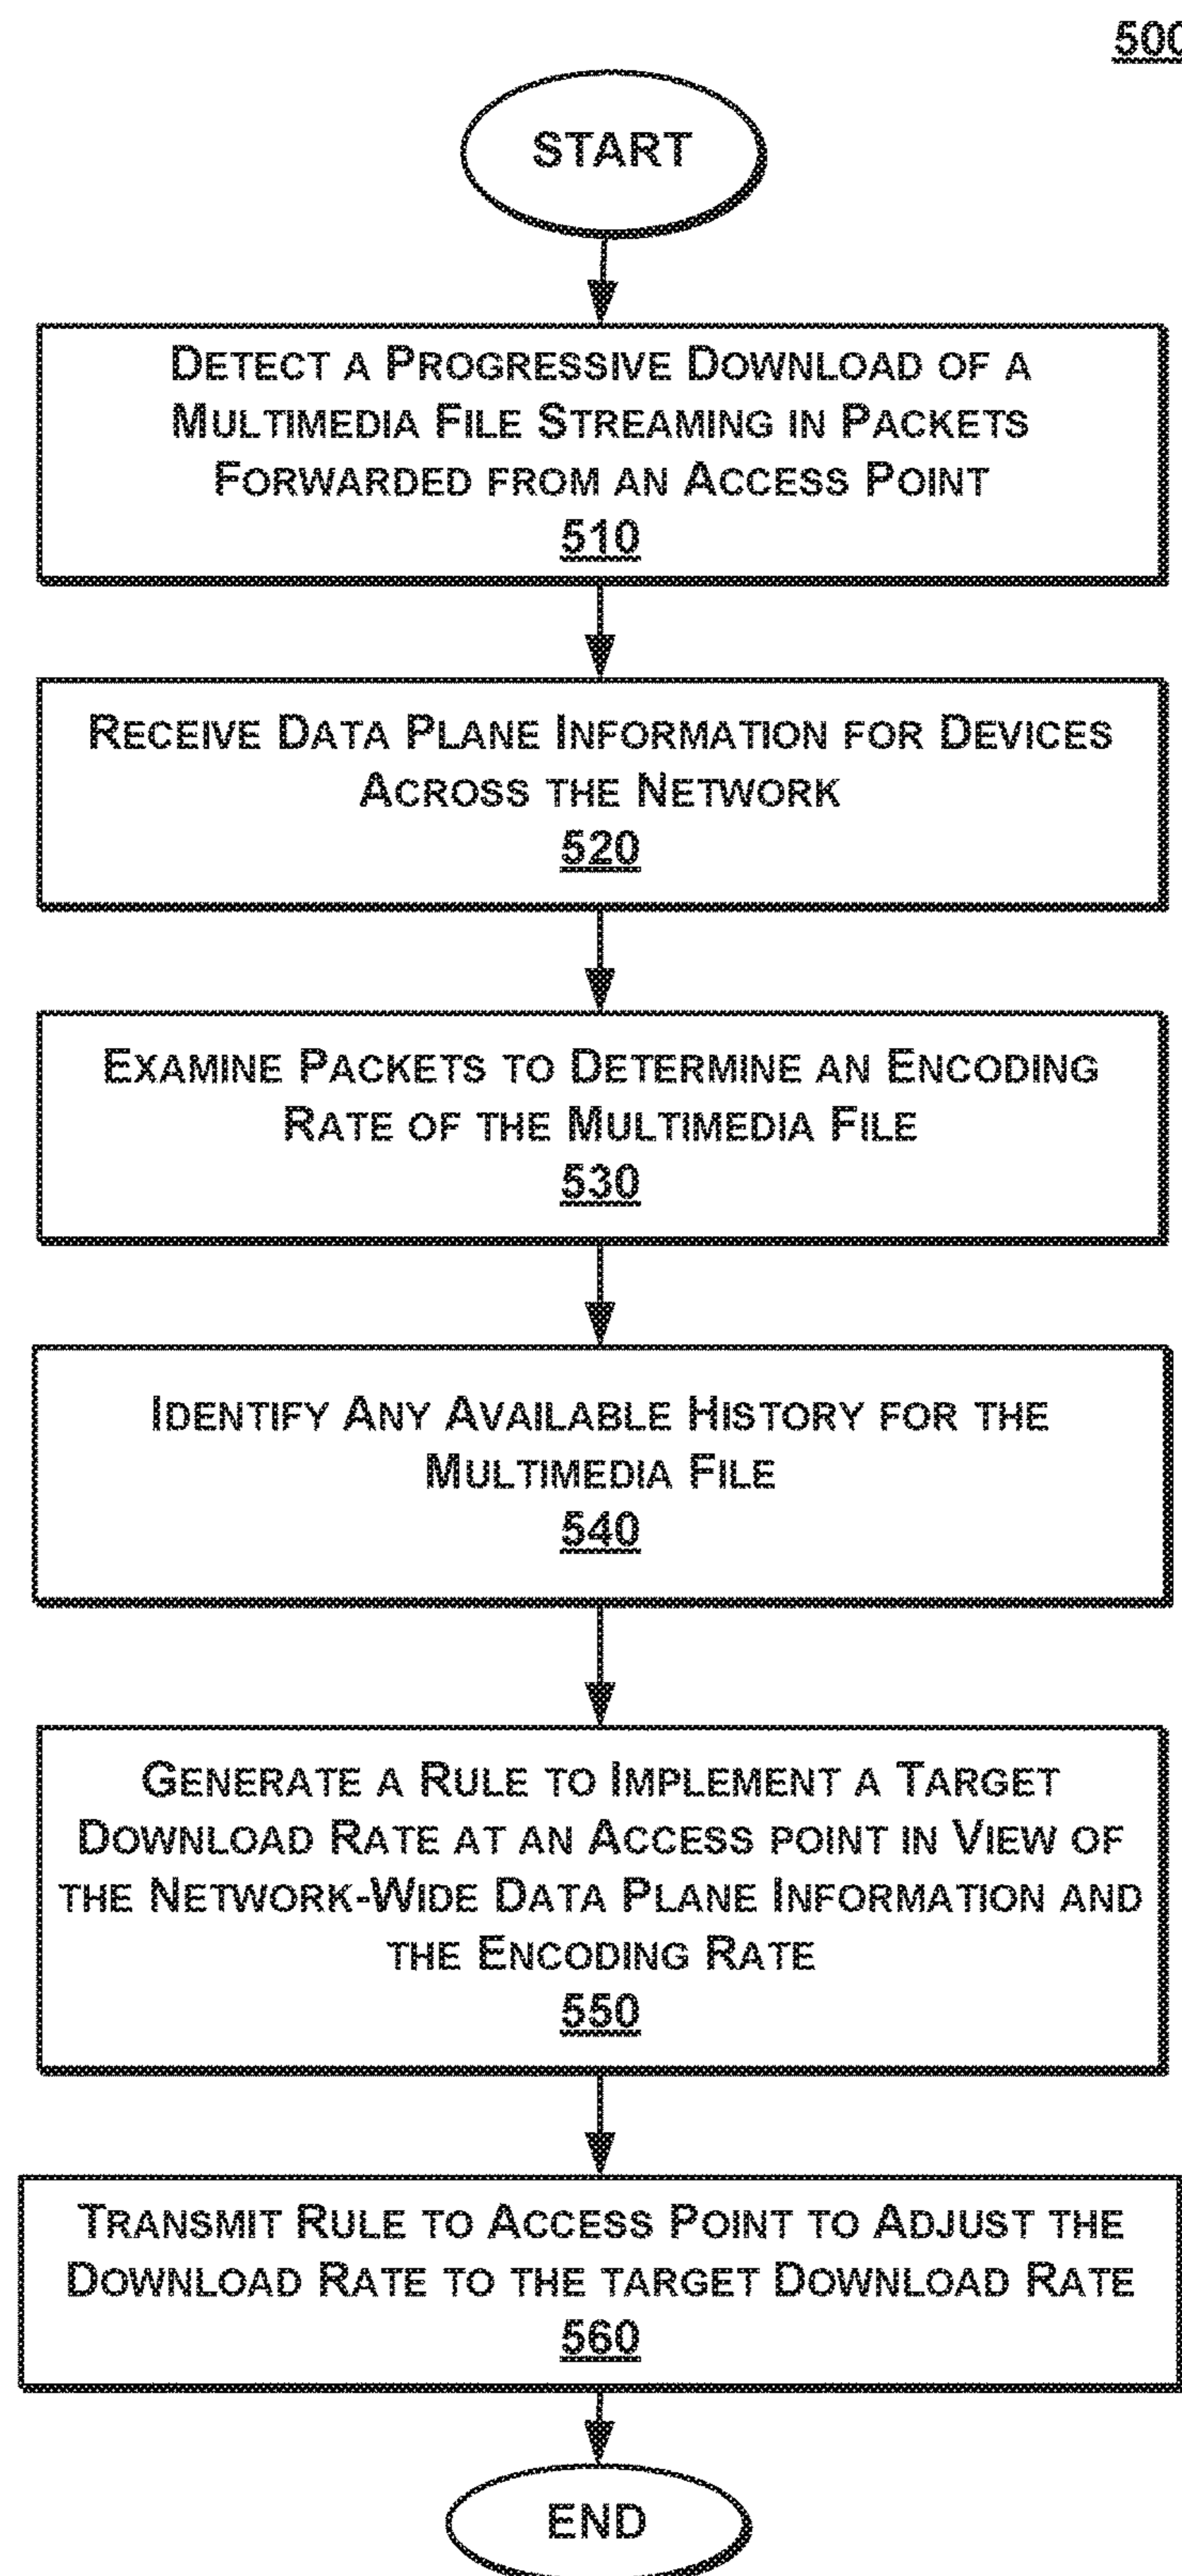 500
START
DETECT A PROGRESSIVE DOWNLOAD OF A
MULTIMEDIA FILE STREAMING IN PACKETS
FORWARDED FROM AN ACCESS POINT
510
RECEIVE DATA PLANE INFORMATION FOR DEVICES
ACROSS THE NETWORK
520
EXAMINE PACKETS TO DETERMINE AN ENCODING
RATE OF THE MULTIMEDIA FILE
530
IDENTIFY ANY AVAILABLE HISTORY FOR THE
MULTIMEDIA FILE
540
GENERATE A RULE TO IMPLEMENT A TARGET
DOWNLOAD RATE AT AN ACCESS POINT IN VIEW OF
THE NETWORK-WIDE DATA PLANE INFORMATION AND
THE ENCODING RATE
550
TRANSMIT RULE TO ACCESS POINT TO ADJUST THE
DOWNLOAD RATE TO THE TARGET DOWNLOAD RATE
560
END